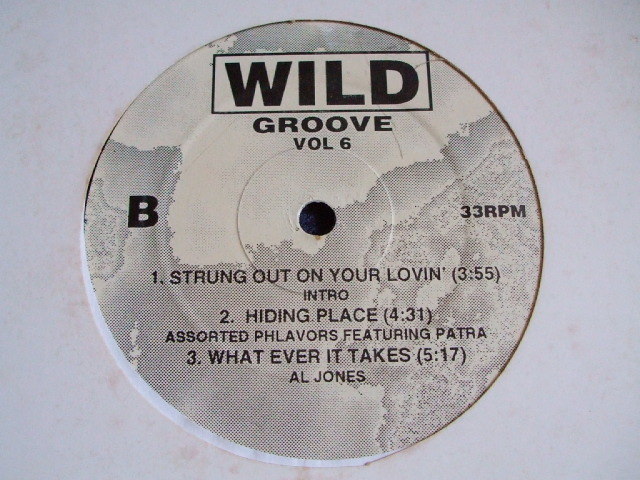 WILD
GROOVE
VOL 6
B
33RPM
1. STRUNG OUT ON YOUR LOVIN' (3:55)
INTRO
2. HIDING PLACE (4:31)
ASSORTED PHLAVORS FEATURING PATRA
3. WHAT EVER IT TAKES (5:17)
AL JONES